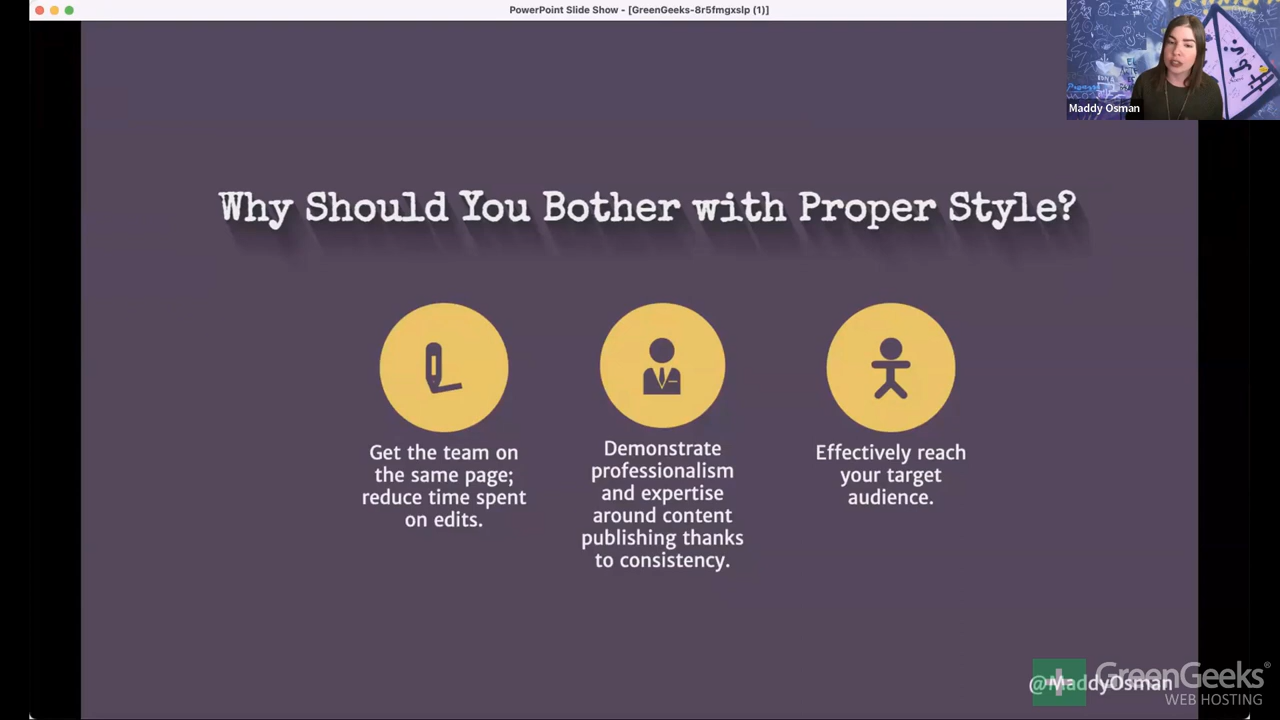 PowerPoint Slide Show - [GreenGeeks-8r5fmgxslp (1)]
Maddy Osman
Why Should You Bother with Proper Style?
Get the team on
the same page;
reduce time spent
on edits.
Demonstrate
professionalism
and expertise
around content
publishing thanks
to consistency.
Effectively reach
your target
audience.
@MaddyOsman
GreenGeeks®
WEB HOSTING